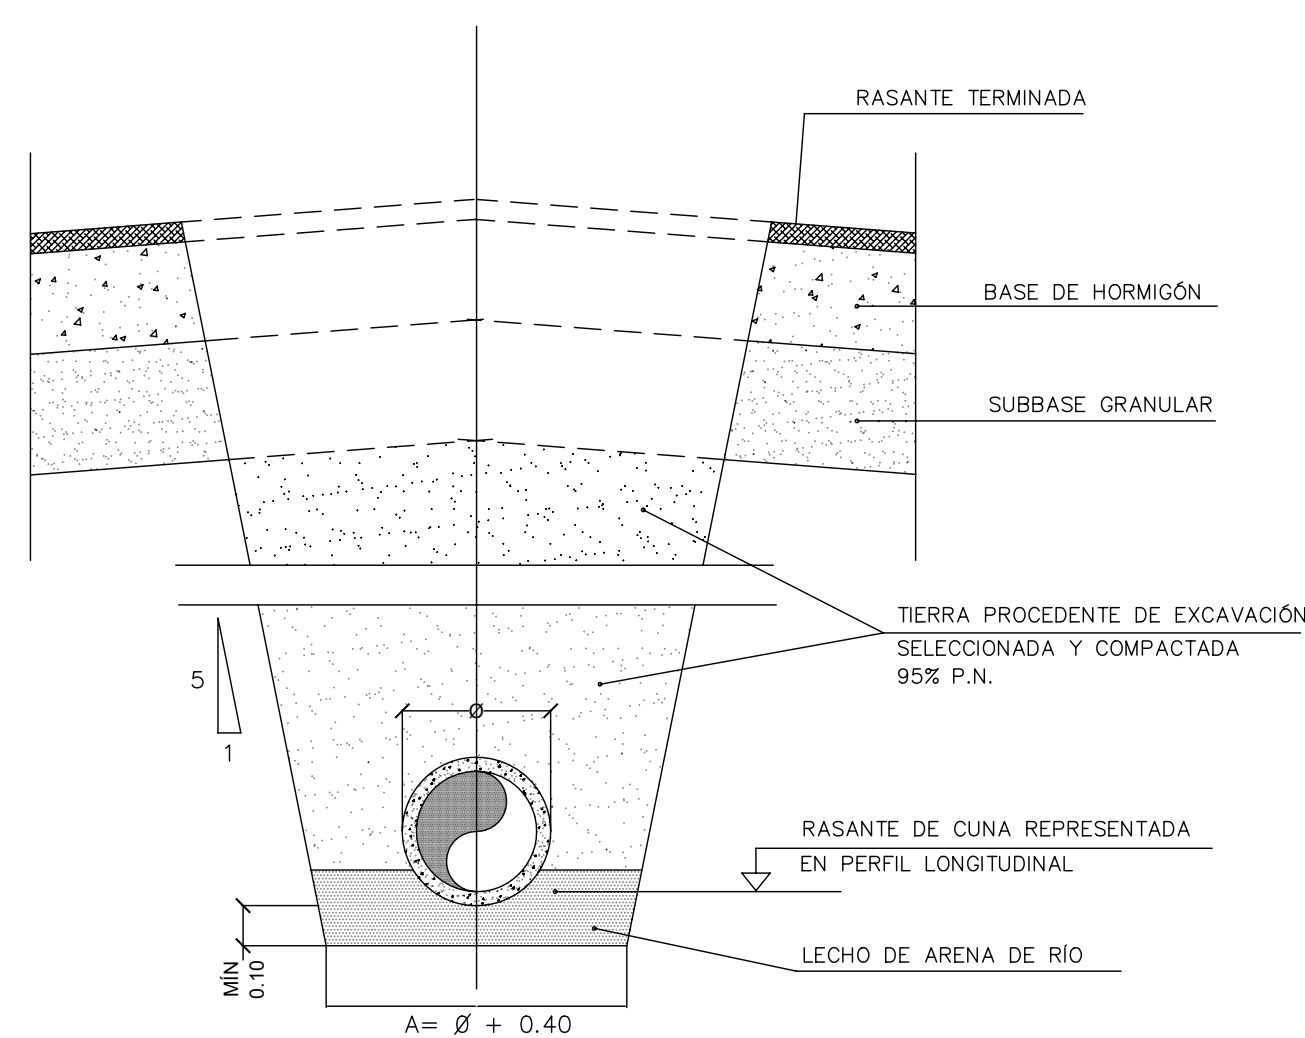 RASANTE TERMINADA
BASE DE HORMIGÓN
SUBBASE GRANULAR
TIERRA PROCEDENTE DE EXCAVACIÓN
SELECCIONADA Y COMPACTADA
95% P.N.
5
1
Ø
RASANTE DE CUNA REPRESENTADA
EN PERFIL LONGITUDINAL
LECHO DE ARENA DE RÍO
MÍN
0.10
A= Ø + 0.40